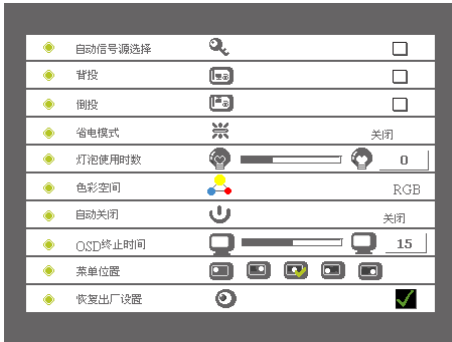 自动信号源选择
背投
倒投
省电模式 关闭
灯泡使用时数 0
色彩空间 RGB
自动关闭 关闭
OSD终止时间 15
菜单位置
恢复出厂设置